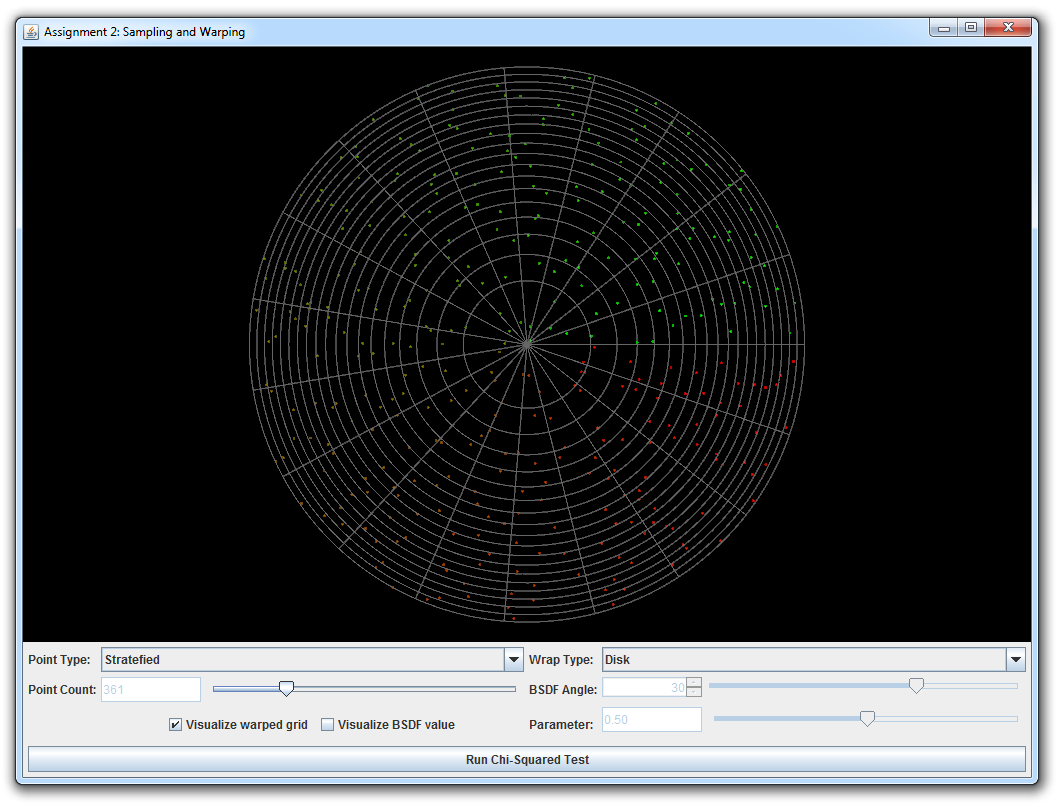 Assignment 2: Sampling and Warping
Point Type: Stratefied Wrap Type: Disk
Point Count: 361 BSDF Angle: 30
Visualize warped grid Visualize BSDF value Parameter: 0.50
Run Chi-Squared Test